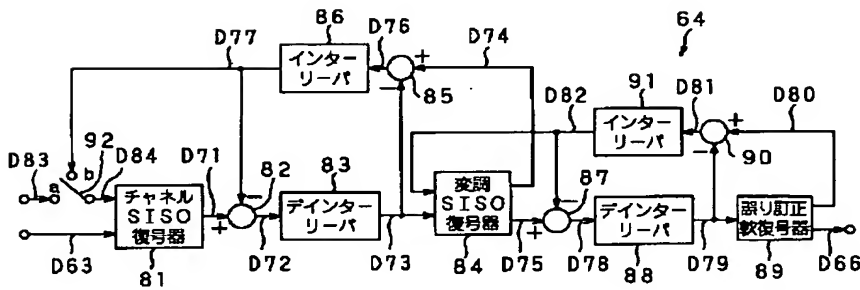 D77
86
D76
D74
64
インター
リーバ
+
−
85
91
D82
D81
D80
インター
リーバ
+
−
90
92
D83
a
b
D84
D71
チャネル
SISO
復号器
81
D63
82
−
+
D72
83
デインター
リーバ
D73
変調
SISO
復号器
84
87
−
+
D75
D78
デインター
リーバ
88
D79
誤り訂正
軟復号器
89
D66